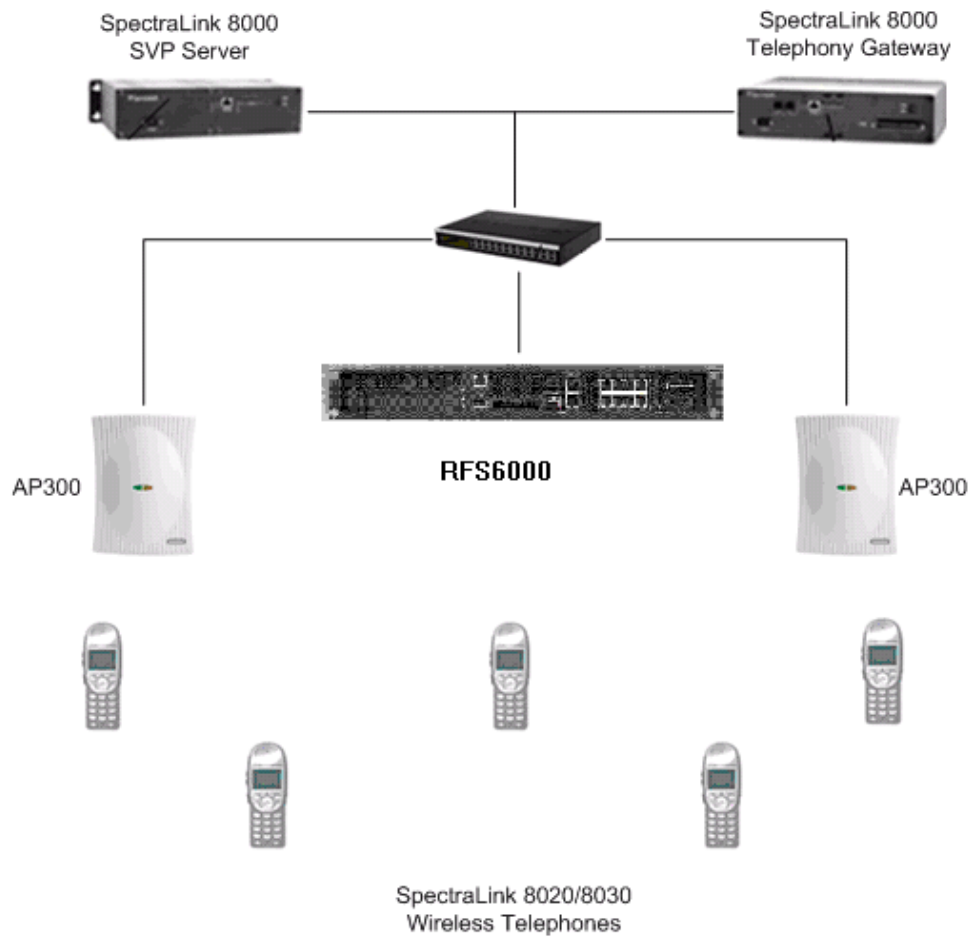 SpectraLink 8000
SVP Server
SpectraLink 8000
Telephony Gateway
RFS6000
AP300
AP300
SpectraLink 8020/8030
Wireless Telephones